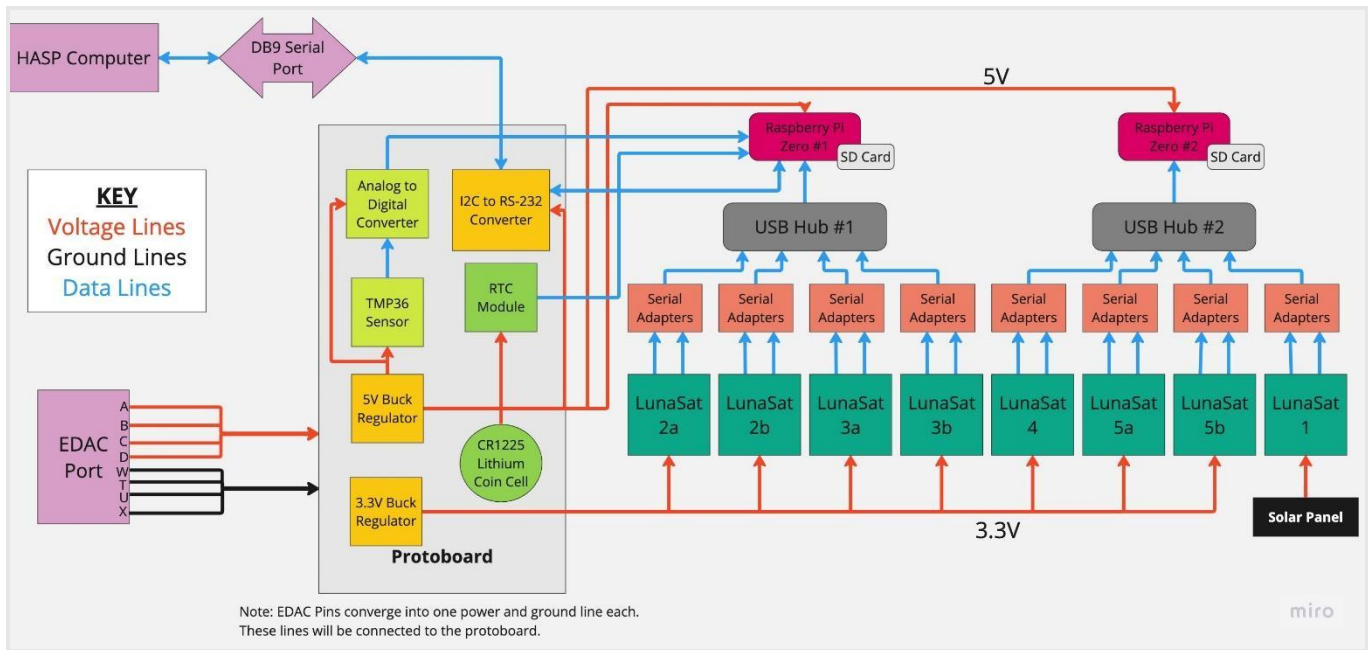 HASP Computer
DB9 Serial
Port
5V
KEY
Voltage Lines
Ground Lines
Data Lines
Analog to
Digital
Converter
I2C to RS-232
Converter
TMP36
Sensor
RTC
Module
5V Buck
Regulator
CR1225
Lithium
Coin Cell
3.3V Buck
Regulator
Protoboard
EDAC
Port
A
B
C
D
W
T
U
X
Raspberry Pi
Zero #1
SD Card
Raspberry Pi
Zero #2
SD Card
USB Hub #1
USB Hub #2
Serial
Adapters
Serial
Adapters
Serial
Adapters
Serial
Adapters
Serial
Adapters
Serial
Adapters
Serial
Adapters
Serial
Adapters
LunaSat
2a
LunaSat
2b
LunaSat
3a
LunaSat
3b
LunaSat
4
LunaSat
5a
LunaSat
5b
LunaSat
1
Solar Panel
3.3V
Note: EDAC Pins converge into one power and ground line each.
These lines will be connected to the protoboard.
miro